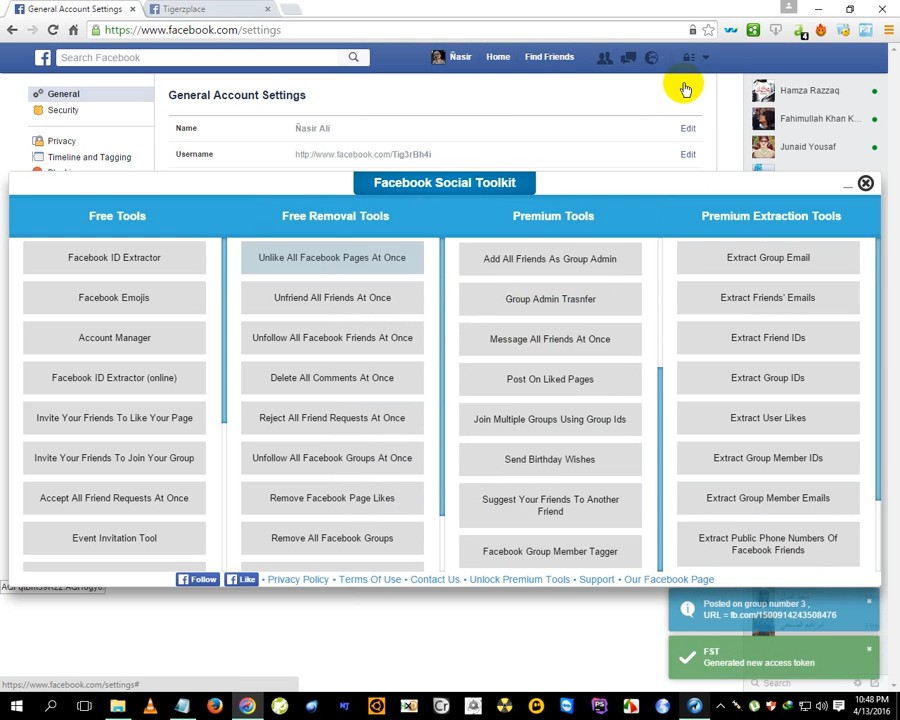 General Account Settings
Tigerzplace
https://www.facebook.com/settings
4
Search Facebook
Ñasir
Home
Find Friends
General
Security
Privacy
Timeline and Tagging
General Account Settings
Name
Ñasir Ali
Edit
Username
http://www.facebook.com/Tig3rBh4i
Edit
Hamza Razzaq
Fahimullah Khan K...
Junaid Yousaf
Facebook Social Toolkit
Free Tools
Free Removal Tools
Premium Tools
Premium Extraction Tools
Facebook ID Extractor
Facebook Emojis
Account Manager
Facebook ID Extractor (online)
Invite Your Friends To Like Your Page
Invite Your Friends To Join Your Group
Accept All Friend Requests At Once
Event Invitation Tool
Unlike All Facebook Pages At Once
Unfriend All Friends At Once
Unfollow All Facebook Friends At Once
Delete All Comments At Once
Reject All Friend Requests At Once
Unfollow All Facebook Groups At Once
Remove Facebook Page Likes
Remove All Facebook Groups
Add All Friends As Group Admin
Group Admin Trasnfer
Message All Friends At Once
Post On Liked Pages
Join Multiple Groups Using Group Ids
Send Birthday Wishes
Suggest Your Friends To Another
Friend
Facebook Group Member Tagger
Extract Group Email
Extract Friends' Emails
Extract Friend IDs
Extract Group IDs
Extract User Likes
Extract Group Member IDs
Extract Group Member Emails
Extract Public Phone Numbers Of
Facebook Friends
Follow
Like
• Privacy Policy • Terms Of Use • Contact Us • Unlock Premium Tools • Support • Our Facebook Page
Posted on group number 3 ,
URL = fb.com/1500914243508476
FST
Generated new access token
Search
https://www.facebook.com/settings#
10:48 PM
4/13/2016